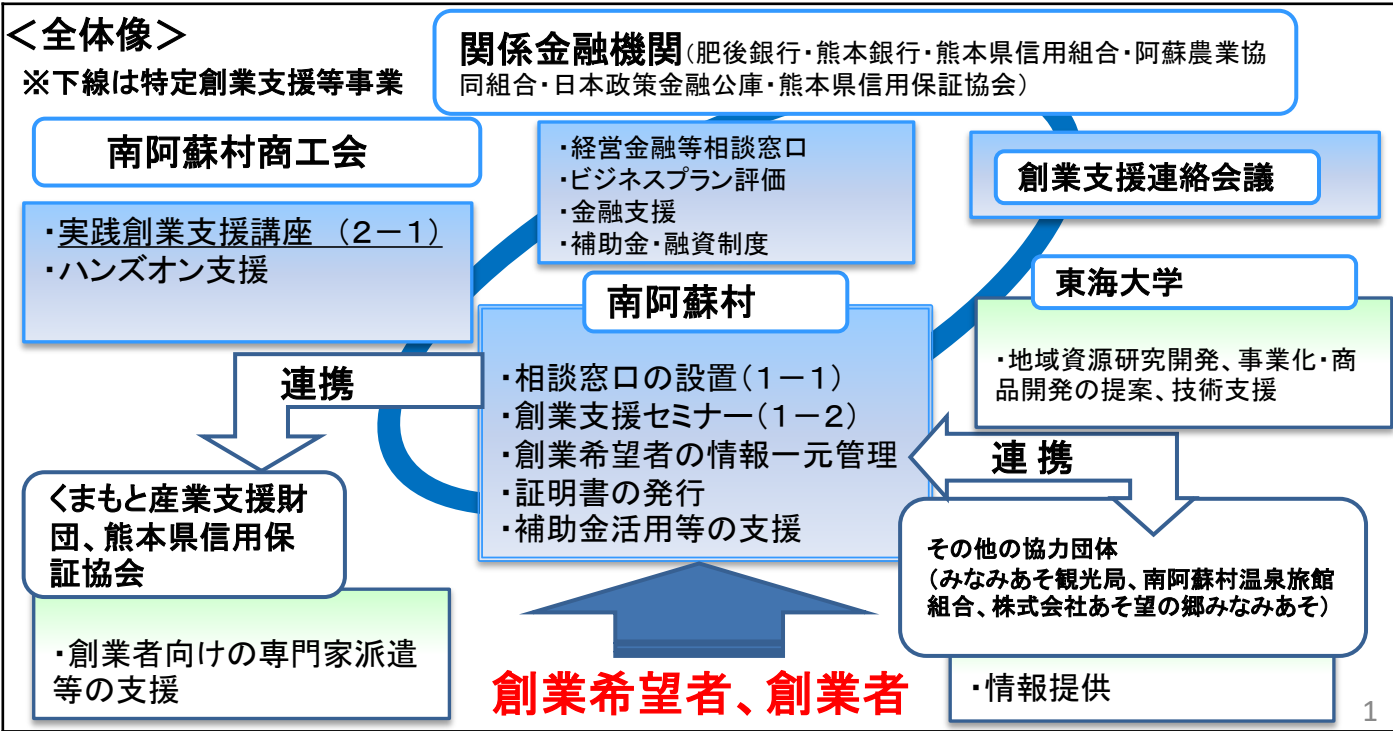 ＜全体像＞
※下線は特定創業支援等事業
関係金融機関(肥後銀行・熊本銀行・熊本県信用組合・阿蘇農業協
同組合・日本政策金融公庫・熊本県信用保証協会）
南阿蘇村商工会
・実践創業支援講座　（２－１）
・ハンズオン支援
・経営金融等相談窓口
・ビジネスプラン評価
・金融支援
・補助金・融資制度
創業支援連絡会議
東海大学
・地域資源研究開発、事業化・商
品開発の提案、技術支援
南阿蘇村
・相談窓口の設置(１－１)
・創業支援セミナー(１－２)
・創業希望者の情報一元管理
・証明書の発行
・補助金活用等の支援
連携
連 携
くまもと産業支援財
団、熊本県信用保
証協会
・創業者向けの専門家派遣
等の支援
その他の協力団体
（みなみあそ観光局、南阿蘇村温泉旅館
組合、株式会社あそ望の郷みなみあそ）
・情報提供
創業希望者、創業者
1